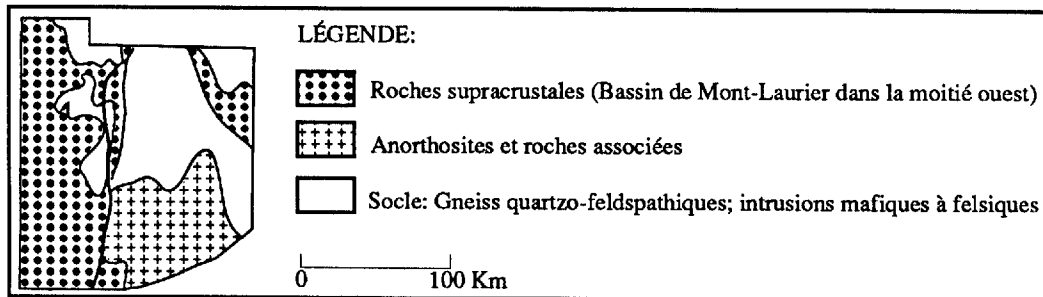 LÉGENDE:
Roches supracrustales (Bassin de Mont-Laurier dans la moitié ouest)
Anorthosites et roches associées
Socle: Gneiss quartzo-feldspathiques; intrusions mafiques à felsiques
0 100 Km